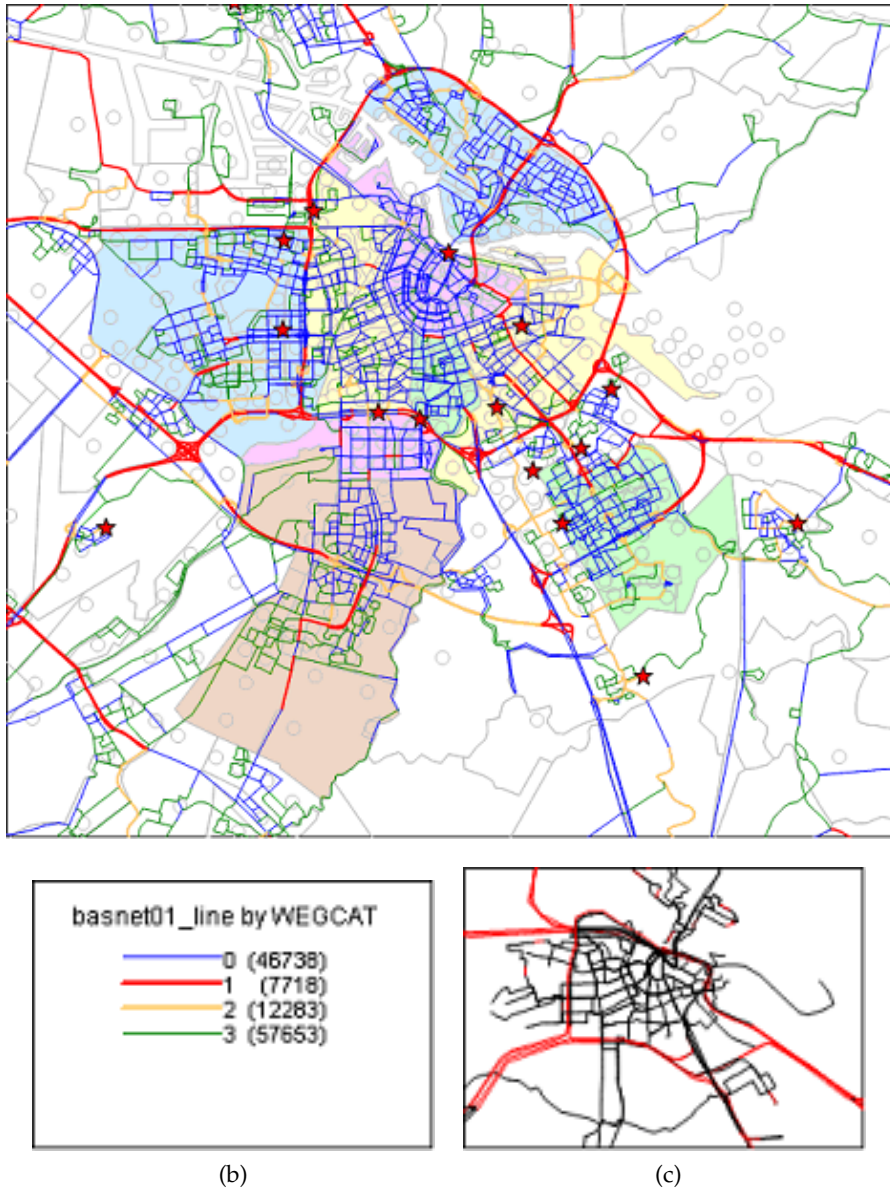 basnet01_line by WEGCAT
0 (46738)
1 (7718)
2 (12283)
3 (57653)
(b)
(c)